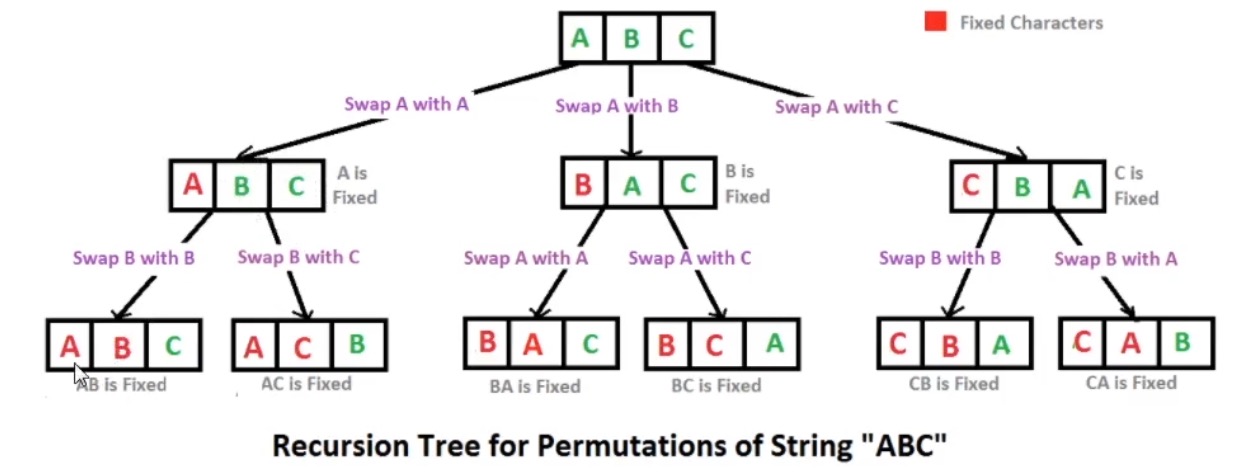 A B C
Fixed Characters
Swap A with A
Swap A with B
Swap A with C
A B C
A is
Fixed
B A C
B is
Fixed
C B A
C is
Fixed
Swap B with B
Swap B with C
Swap A with A
Swap A with C
Swap B with B
Swap B with A
A B C
A C B
B A C
B C A
C B A
C A B
AB is Fixed
AC is Fixed
BA is Fixed
BC is Fixed
CB is Fixed
CA is Fixed
Recursion Tree for Permutations of String "ABC"